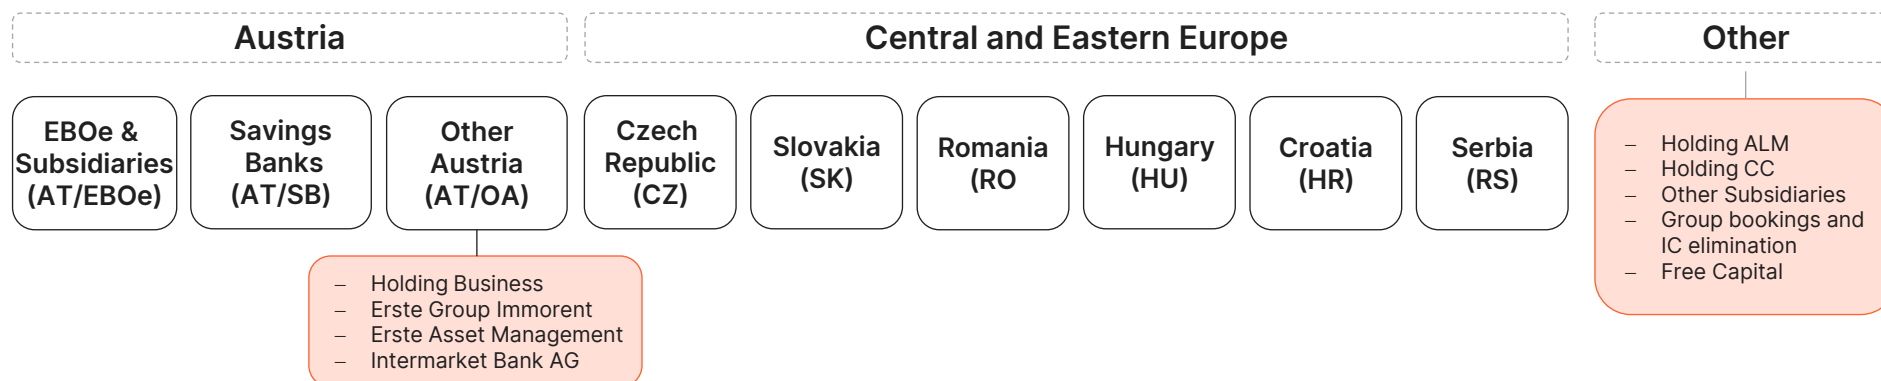 Austria
Central and Eastern Europe
Other
EBOe &
Subsidiaries
(AT/EBOe)
Savings
Banks
(AT/SB)
Other
Austria
(AT/OA)
Czech
Republic
(CZ)
Slovakia
(SK)
Romania
(RO
Hungary
(HU)
Croatia
(HR)
Serbia
(RS)
– Holding ALM
– Holding CC
– Other Subsidiaries
– Group bookings and
IC elimination
– Free Capital
– Holding Business
– Erste Group Immorent
– Erste Asset Management
– Intermarket Bank AG